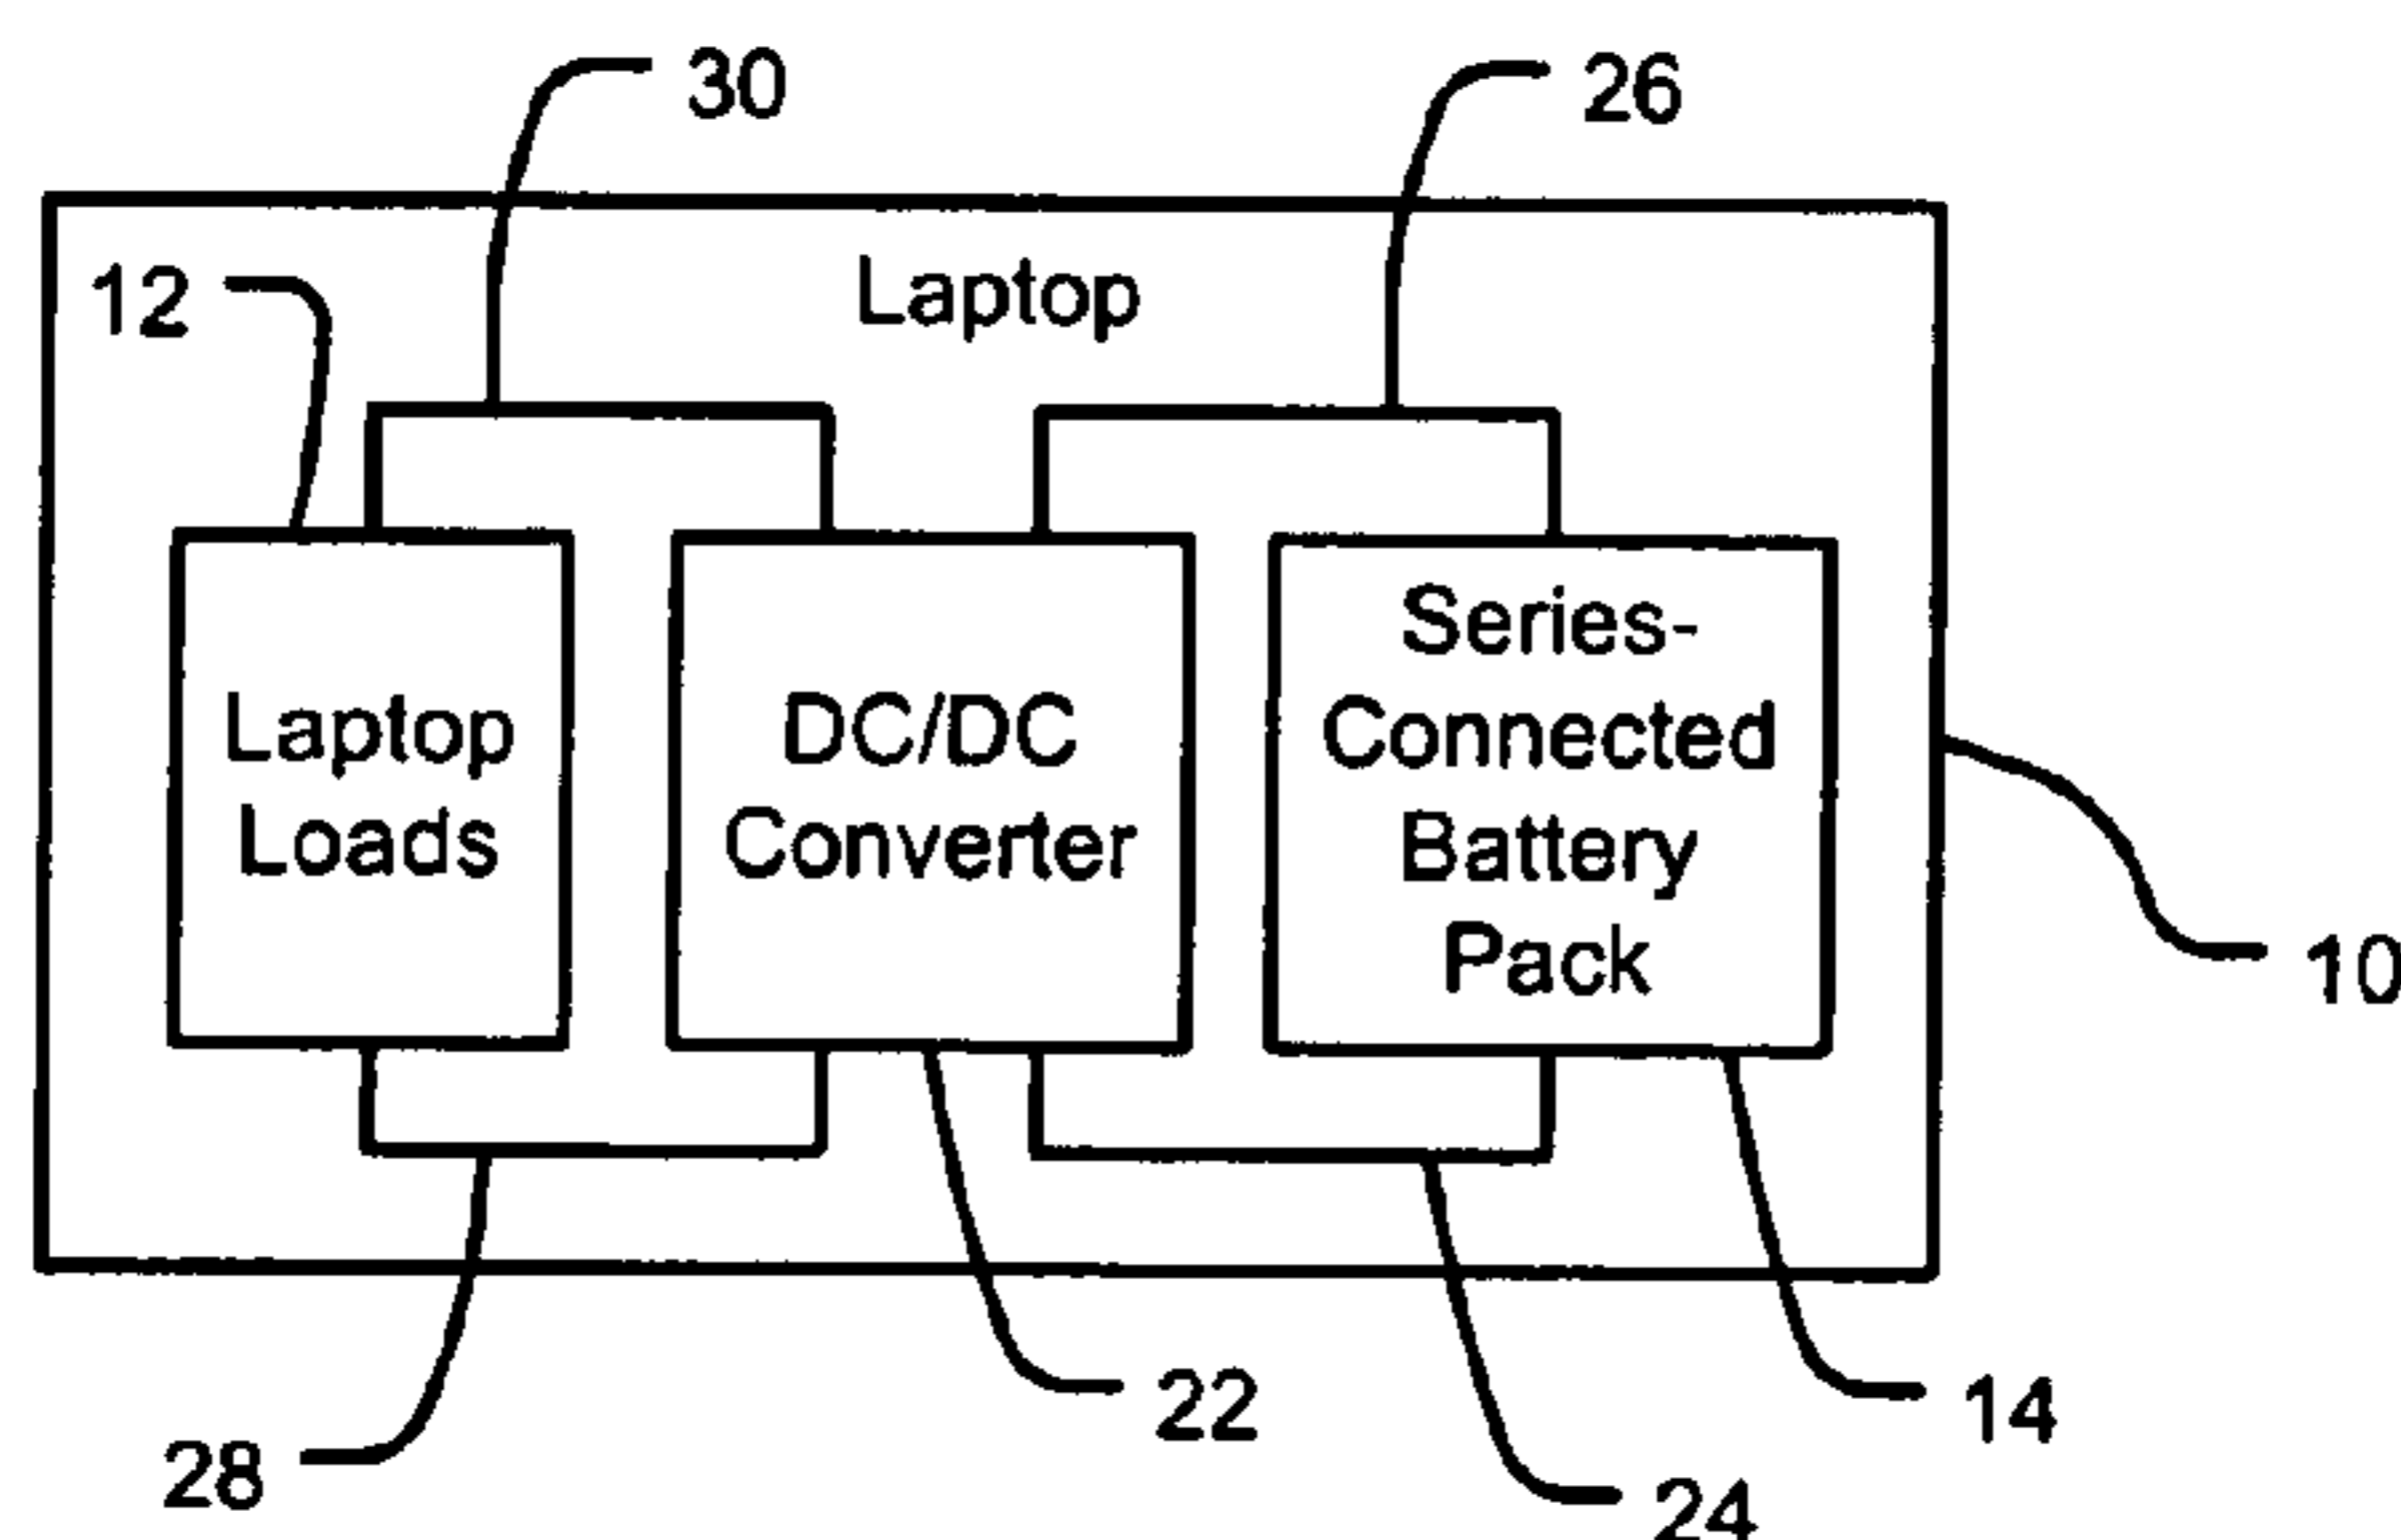 30
26
Laptop
12
Laptop
Loads
DC/DC
Converter
Series-
Connected
Battery
Pack
10
22
14
28
24